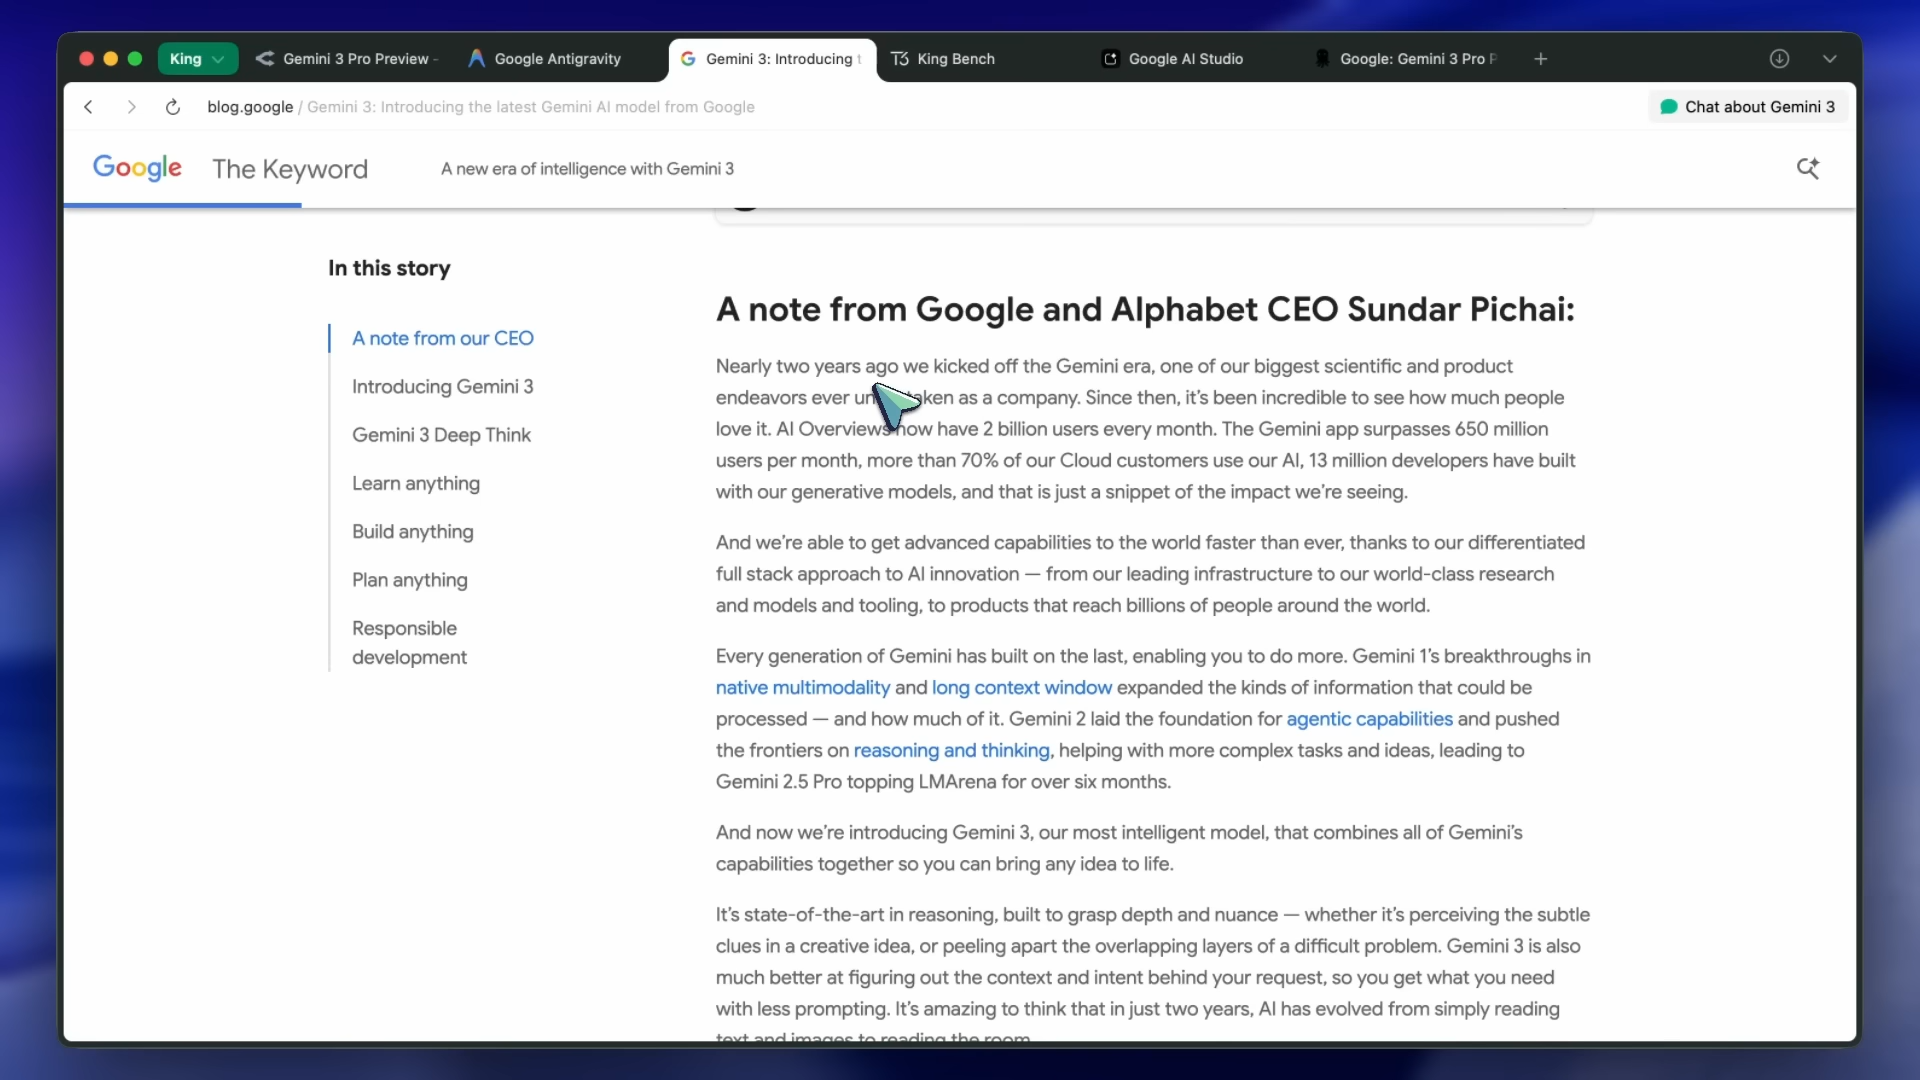 King
Gemini 3 Pro Preview -
Google Antigravity
Gemini 3: Introducing t
T3 King Bench
Google AI Studio
Google: Gemini 3 Pro P
blog.google / Gemini 3: Introducing the latest Gemini AI model from Google
Chat about Gemini 3
Google The Keyword
A new era of intelligence with Gemini 3
In this story
A note from our CEO
Introducing Gemini 3
Gemini 3 Deep Think
Learn anything
Build anything
Plan anything
Responsible
development
A note from Google and Alphabet CEO Sundar Pichai:
Nearly two years ago we kicked off the Gemini era, one of our biggest scientific and product
endeavors ever un taken as a company. Since then, it's been incredible to see how much people
love it. AI Overviews now have 2 billion users every month. The Gemini app surpasses 650 million
users per month, more than 70% of our Cloud customers use our AI, 13 million developers have built
with our generative models, and that is just a snippet of the impact we're seeing.
And we're able to get advanced capabilities to the world faster than ever, thanks to our differentiated
full stack approach to AI innovation — from our leading infrastructure to our world-class research
and models and tooling, to products that reach billions of people around the world.
Every generation of Gemini has built on the last, enabling you to do more. Gemini 1's breakthroughs in
native multimodality and long context window expanded the kinds of information that could be
processed — and how much of it. Gemini 2 laid the foundation for agentic capabilities and pushed
the frontiers on reasoning and thinking, helping with more complex tasks and ideas, leading to
Gemini 2.5 Pro topping LMArena for over six months.
And now we're introducing Gemini 3, our most intelligent model, that combines all of Gemini's
capabilities together so you can bring any idea to life.
It's state-of-the-art in reasoning, built to grasp depth and nuance — whether it's perceiving the subtle
clues in a creative idea, or peeling apart the overlapping layers of a difficult problem. Gemini 3 is also
much better at figuring out the context and intent behind your request, so you get what you need
with less prompting. It's amazing to think that in just two years, AI has evolved from simply reading
text and images to reading the room.